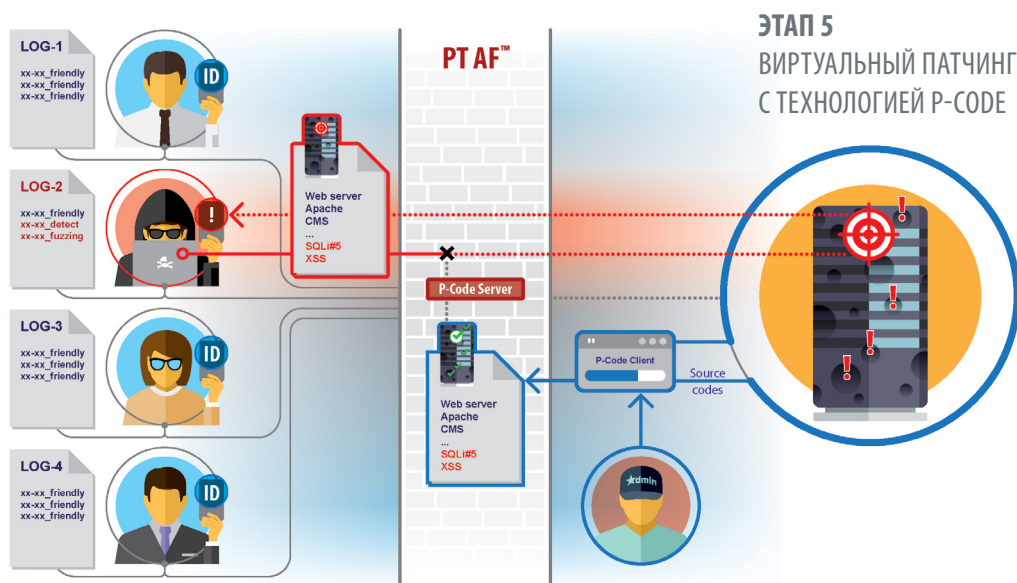 ЭТАП 5
ВИРТУАЛЬНЫЙ ПАТЧИНГ
С ТЕХНОЛОГИЕЙ P-CODE
PT AF™
LOG-1
xx-xx_friendly
xx-xx_friendly
xx-xx_friendly
ID
LOG-2
xx-xx_friendly
xx-xx_detect
xx-xx_fuzzing
!
Web server
Apache
CMS
...
SQLi#5
XSS
P-Code Server
LOG-3
xx-xx_friendly
xx-xx_friendly
xx-xx_friendly
ID
Web server
Apache
CMS
...
SQLi#5
XSS
P-Code Client
Source
codes
!
!
!
!
LOG-4
xx-xx_friendly
xx-xx_friendly
xx-xx_friendly
ID
★dmin